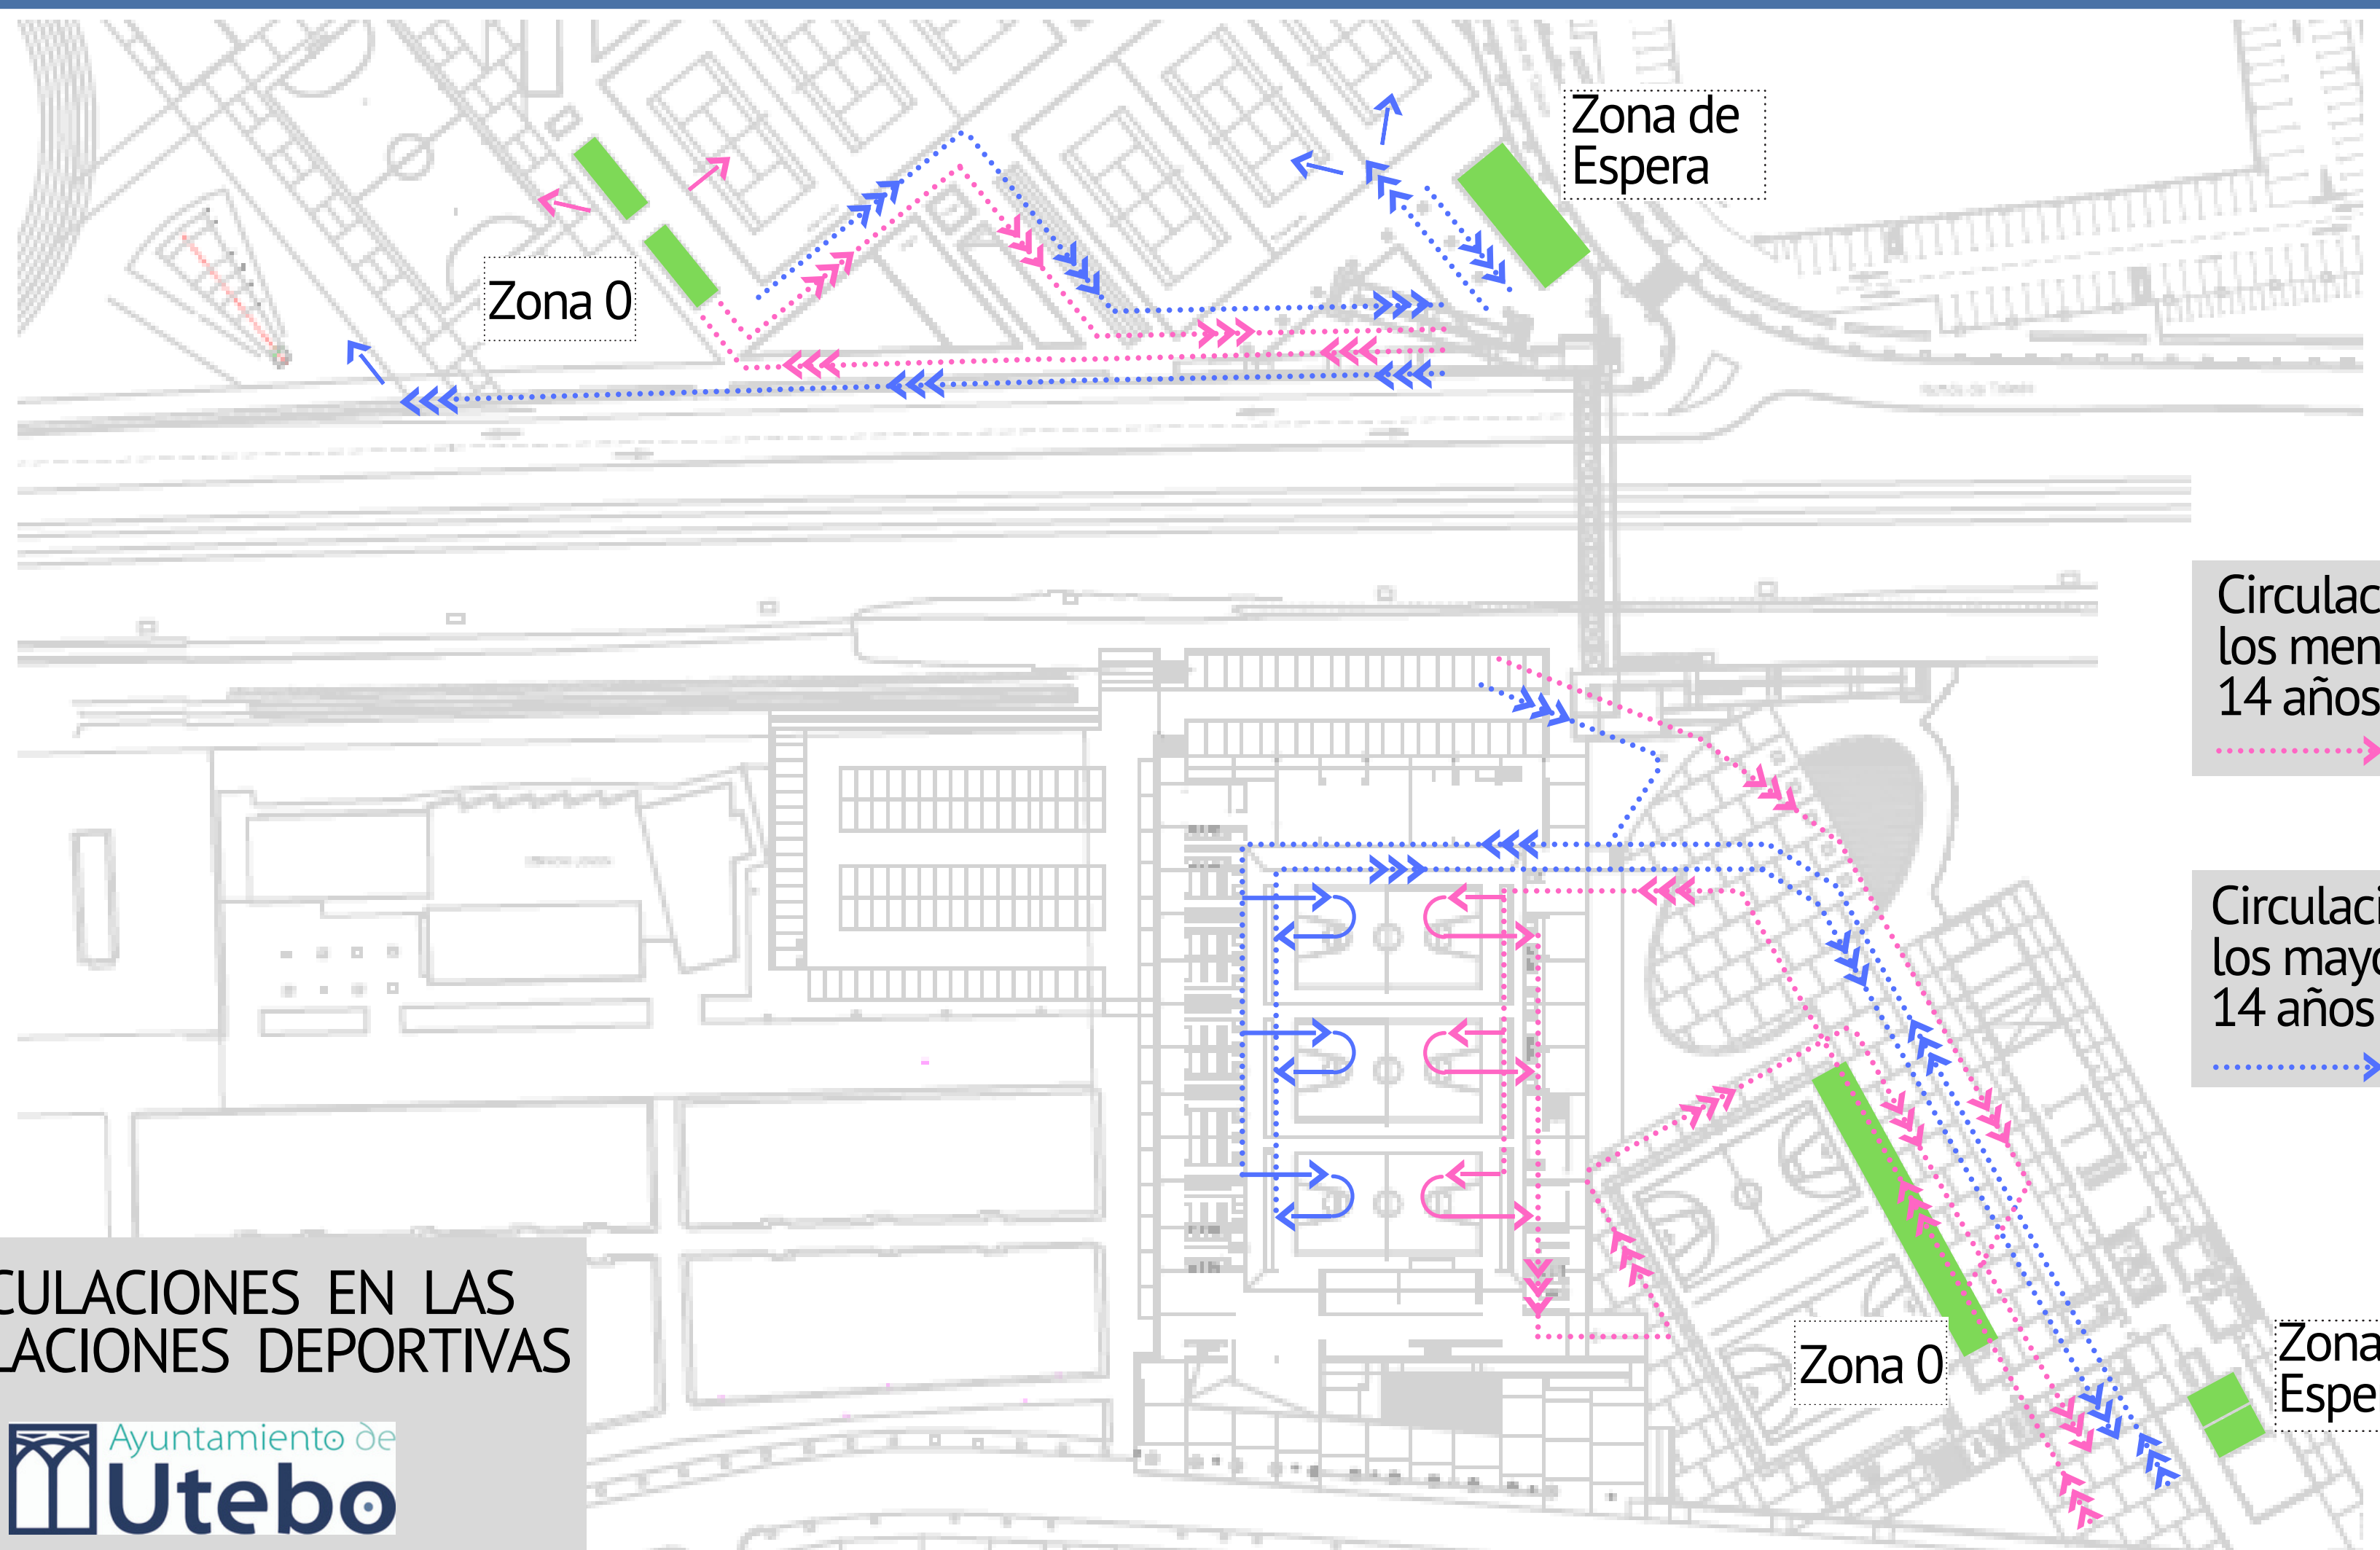 Zona de
Espera
Zona 0
Circulac
los men
14 años
Circulaci
los mayo
14 años
Zona 0
Zona
Espe
CULACIONES EN LAS
LACIONES DEPORTIVAS
Ayuntamiento de
Utebo